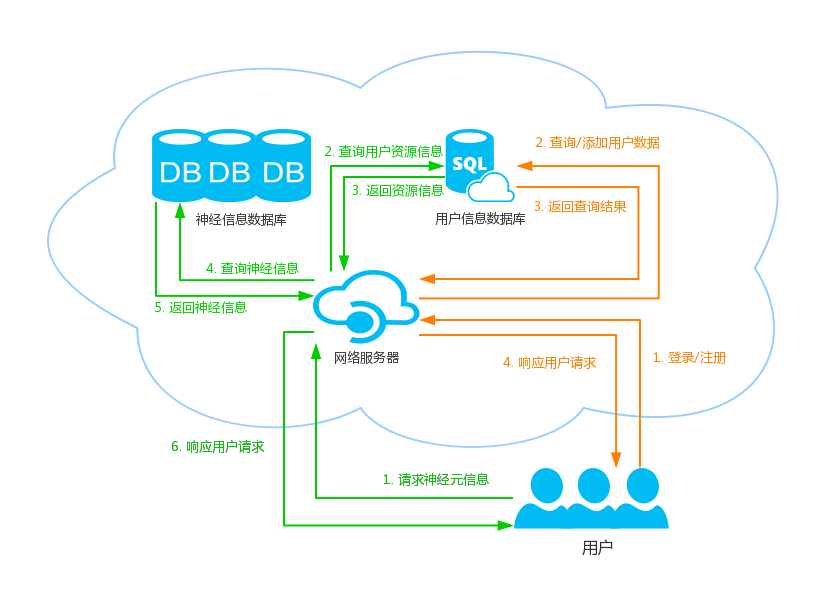 2. 查询用户资源信息
2. 查询/添加用户数据
DB DB DB
SQL
3. 返回资源信息
3. 返回查询结果
神经信息数据库
用户信息数据库
4. 查询神经信息
5. 返回神经信息
网络服务器
1. 登录/注册
4. 响应用户请求
6. 响应用户请求
1. 请求神经元信息
用户